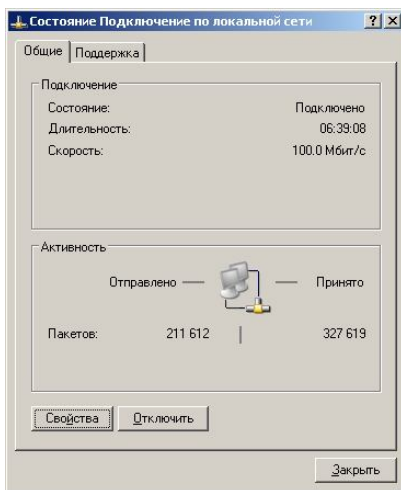 Состояние Подключение по локальной сети
Общие Поддержка
Подключение
Состояние: Подключено
Длительность: 06:39:08
Скорость: 100.0 Мбит/с
Активность
Отправлено — — Принято
Пакетов: 211 612 | 327 619
Свойства Отключить
Закрыть